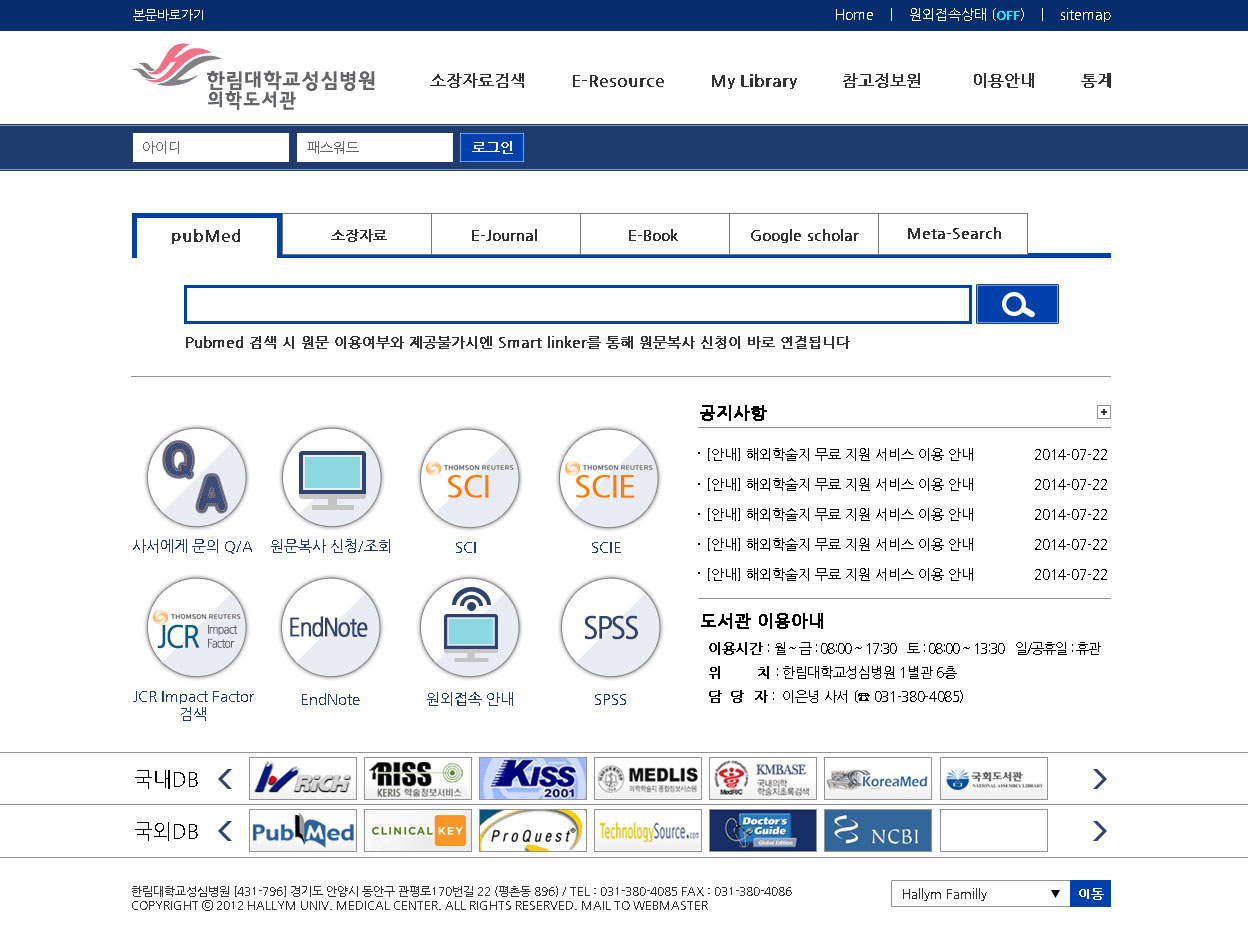 본문바로가기
Home | 원외접속상태 (OFF) | sitemap
한림대학교성심병원
의학도서관
소장자료검색 E-Resource My Library 참고정보원 이용안내 통계
아이디 패스워드 로그인
pubMed 소장자료 E-Journal E-Book Google scholar Meta-Search
Pubmed 검색 시 원문 이용여부와 제공불가시엔 Smart linker를 통해 원문복사 신청이 바로 연결됩니다
Q A
THOMSON REUTERS
SCI
THOMSON REUTERS
SCIE
사서에게 문의 Q/A 원문복사 신청/조회 SCI SCIE
THOMSON REUTERS
JCR Impact Factor
EndNote
SPSS
JCR Impact Factor
검색
EndNote 원외접속 안내 SPSS
공지사항
· [안내] 해외학술지 무료 지원 서비스 이용 안내 2014-07-22
· [안내] 해외학술지 무료 지원 서비스 이용 안내 2014-07-22
· [안내] 해외학술지 무료 지원 서비스 이용 안내 2014-07-22
· [안내] 해외학술지 무료 지원 서비스 이용 안내 2014-07-22
· [안내] 해외학술지 무료 지원 서비스 이용 안내 2014-07-22
도서관 이용아내
이용시간 : 월 ~ 금 : 08:00 ~ 17:30 토 : 08:00 ~ 13:30 일/공휴일 : 휴관
위 치 : 한림대학교성심병원 1별관 6층
담 당 자 : 이은녕 사서 (☎ 031-380-4085)
국내DB
RICH
RISS
KERIS 학술정보서비스
KISS
2001
MEDLIS
의학학술지 종합정보시스템
MedRIC
KMBASE
국내의학
학술지초록검색
KoreaMed
국회도서관
NATIONAL ASSEMBLY LIBRARY
국외DB
PubMed
CLINICAL KEY
ProQuest®
TechnologySource.com
Doctor's
Guide
Global Edition
NCBI
한림대학교성심병원 [431-796] 경기도 안양시 동안구 관평로170번길 22 (평촌동 896) / TEL : 031-380-4085 FAX : 031-380-4086
COPYRIGHT ⓒ 2012 HALLYM UNIV. MEDICAL CENTER. ALL RIGHTS RESERVED. MAIL TO WEBMASTER
Hallym Familly ▼ 이동